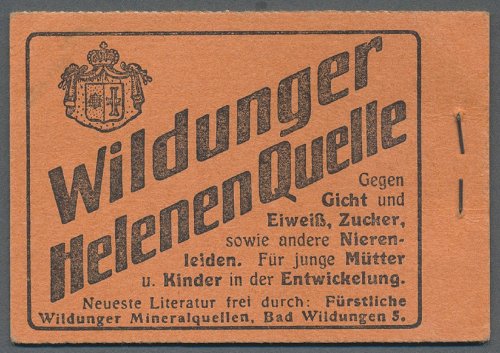 Wildunger
Helenen Quelle
Gegen
Gicht und
Eiweiß, Zucker,
sowie andere Nieren-
leiden. Für junge Mütter
u. Kinder in der Entwickelung.
Neueste Literatur frei durch: Fürstliche
Wildunger Mineralquellen, Bad Wildungen 5.